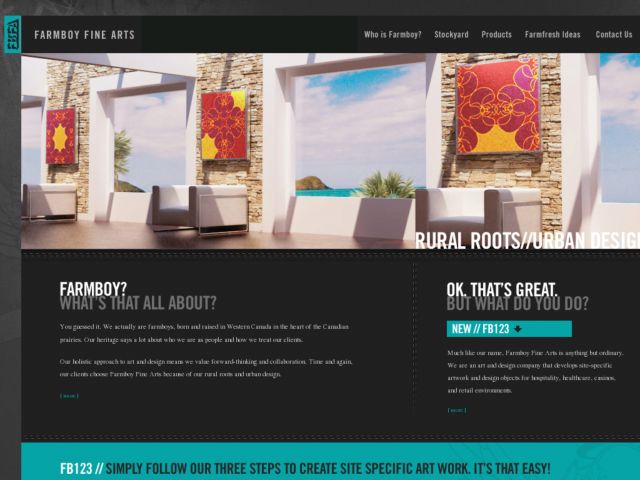 FBFA
FARMBOY FINE ARTS
Who is Farmboy? Stockyard Products Farmfresh Ideas Contact Us
RURAL ROOTS//URBAN DESIG
FARMBOY?
WHAT'S THAT ALL ABOUT?
You guessed it. We actually are farmboys, born and raised in Western Canada in the heart of the Canadian
prairies. Our heritage says a lot about who we are as people and how we treat our clients.
Our holistic approach to art and design means we value forward-thinking and collaboration. Time and again,
our clients choose Farmboy Fine Arts because of our rural roots and urban design.
[ more ]
OK, THAT'S GREAT.
BUT WHAT DO YOU DO?
NEW // FB123
Much like our name, Farmboy Fine Arts is anything but ordinary.
We are an art and design company that develops site-specific
artwork and design objects for hospitality, healthcare, casinos,
and retail environments.
[ more ]
FB123 // SIMPLY FOLLOW OUR THREE STEPS TO CREATE SITE SPECIFIC ART WORK. IT'S THAT EASY!